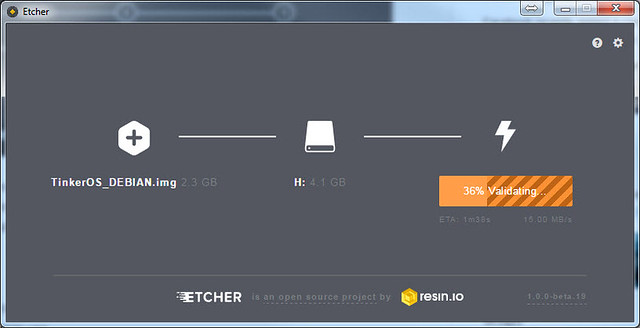 Etcher
TinkerOS_DEBIAN.img 2.3 GB
H: 4.1 GB
36% Validating...
ETA: 1m36s 15.00 MB/s
ETCHER is an open source project by resin.io
1.0.0-beta.19